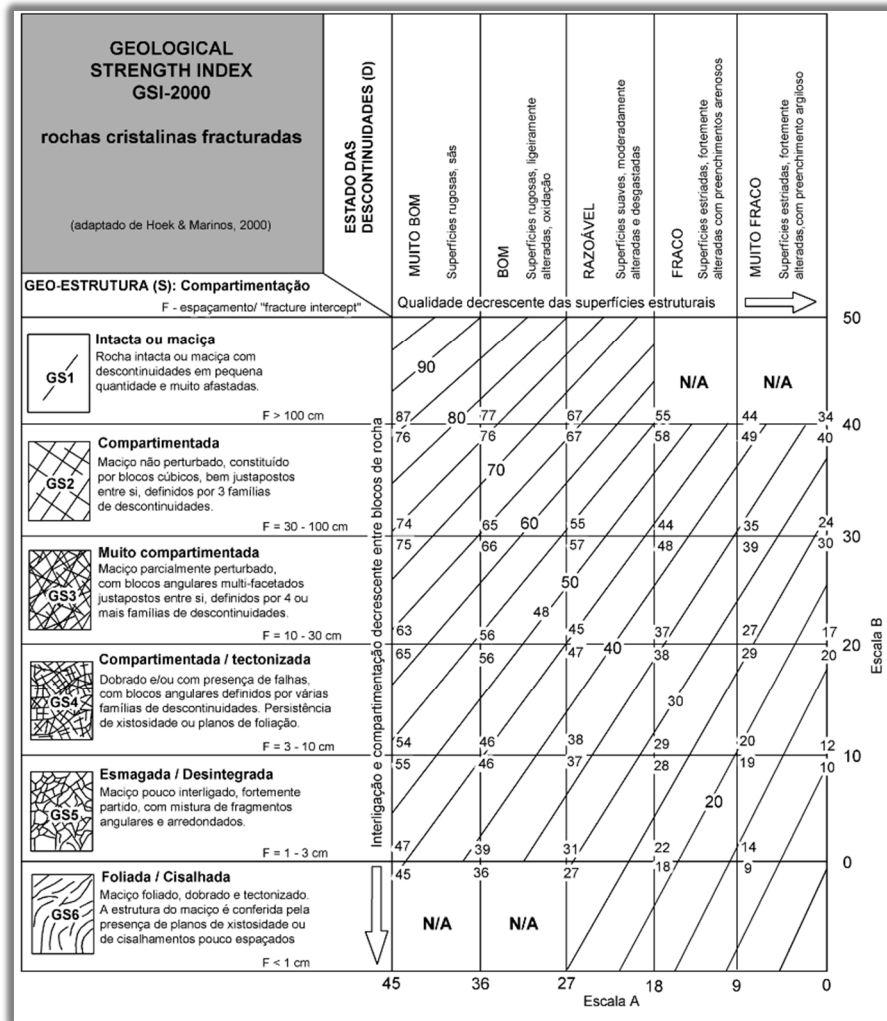 GEOLOGICAL
STRENGTH INDEX
GSI-2000
rochas cristalinas fracturadas
(adaptado de Hoek & Marinos, 2000)
ESTADO DAS
DESCONTINUIDADES (D)
MUITO BOM
Superfícies rugosas, sãs
BOM
Superfícies rugosas, ligeiramente
alteradas, oxidação
RAZOÁVEL
Superfícies suaves, moderadamente
alteradas e desgastadas
FRACO
Superfícies estriadas, fortemente
alteradas com preenchimentos arenosos
MUITO FRACO
Superfícies estriadas, fortemente
alteradas,com preenchimento argiloso
GEO-ESTRUTURA (S): Compartimentação
F - espaçamento/ "fracture intercept"
Qualidade decrescente das superfícies estruturais
Interligação e compartimentação decrescente entre blocos de rocha
50
GS1
Intacta ou maciça
Rocha intacta ou maciça com
descontinuidades em pequena
quantidade e muito afastadas.
F > 100 cm
90
N/A
N/A
87 80 77 67 55 44 34
40
76 76 67 58 49 40
GS2
Compartimentada
Maciço não perturbado, constituído
por blocos cúbicos, bem justapostos
entre si, definidos por 3 famílias
de descontinuidades.
F = 30 - 100 cm
70
74 65 60 55 44 35 24
30
75 66 57 48 39 30
GS3
Muito compartimentada
Maciço parcialmente perturbado,
com blocos angulares multi-facetados
justapostos entre si, definidos por 4 ou
mais famílias de descontinuidades.
F = 10 - 30 cm
50
48
63 56 45 37 27 17
20
65 56 47 40 38 29 20
GS4
Compartimentada / tectonizada
Dobrado e/ou com presença de falhas,
com blocos angulares definidos por várias
famílias de descontinuidades. Persistência
de xistosidade ou planos de foliação.
F = 3 - 10 cm
30
54 46 38 29 20 12
10
55 46 37 28 19 10
GS5
Esmagada / Desintegrada
Maciço pouco interligado, fortemente
partido, com mistura de fragmentos
angulares e arredondados.
F = 1 - 3 cm
20
47 39 31 22 14
0
45 36 27 18 9
GS6
Foliada / Cisalhada
Maciço foliado, dobrado e tectonizado.
A estrutura do maciço é conferida pela
presença de planos de xistosidade ou
de cisalhamentos pouco espaçados
F < 1 cm
N/A
N/A
Escala B
45 36 27 18 9 0
Escala A